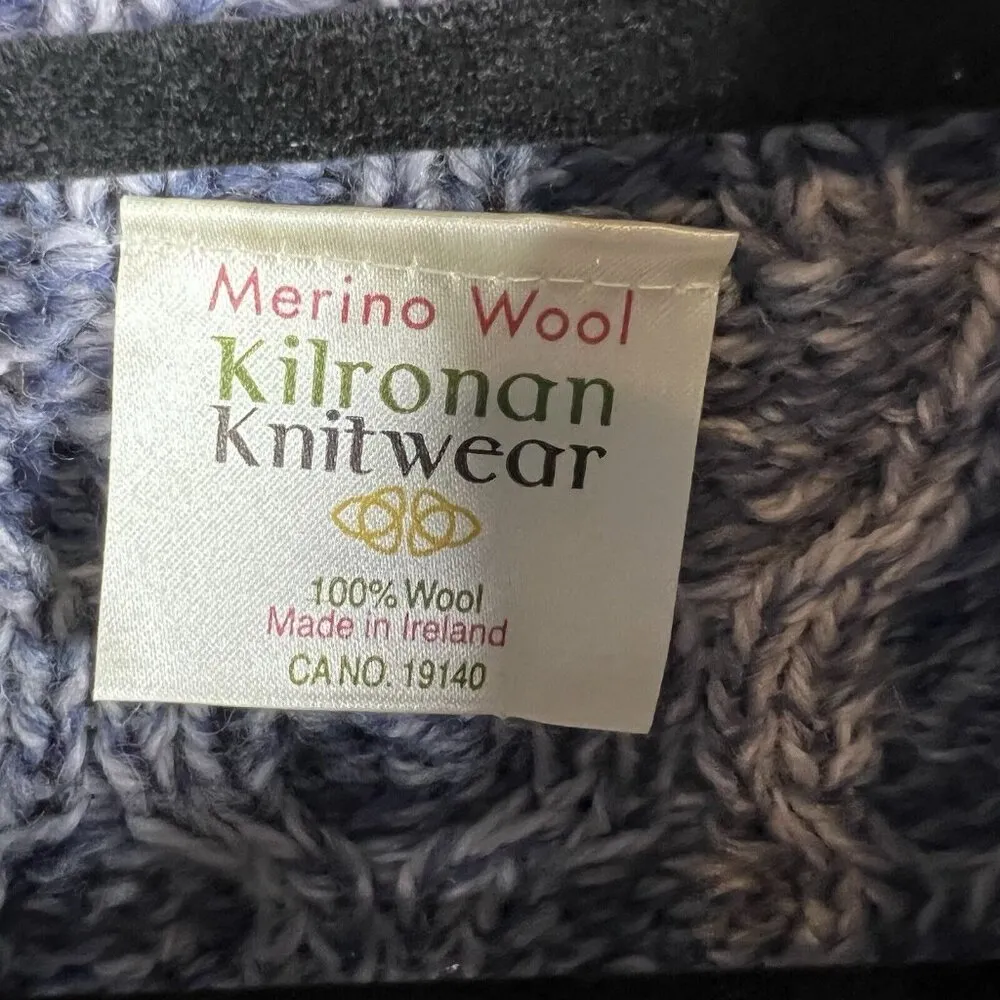 Merino Wool
Kilronan
Knitwear
100% Wool
Made in Ireland
CA NO. 19140